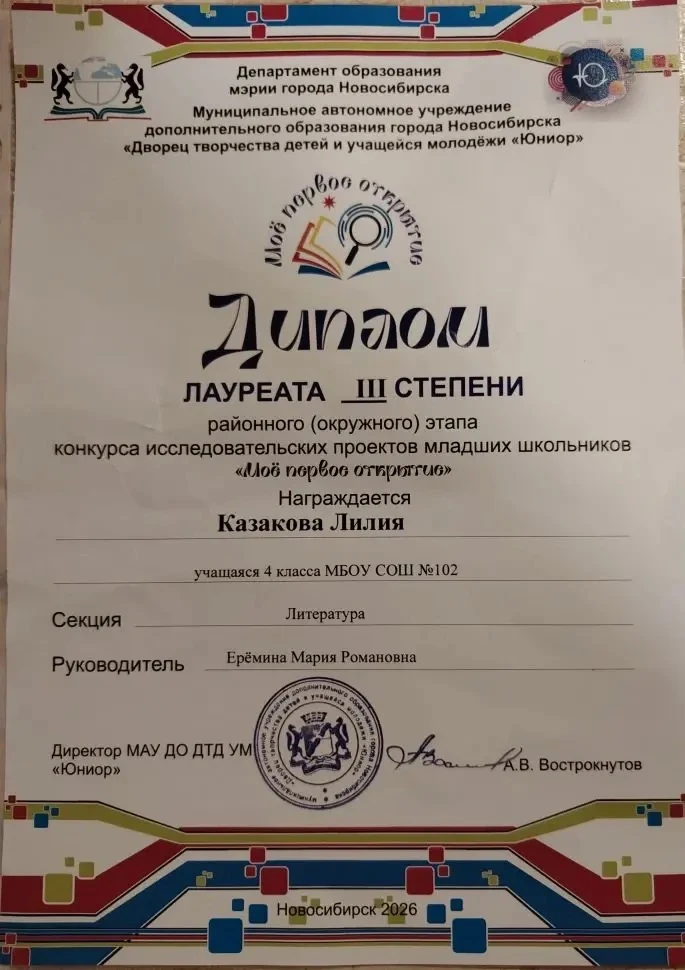 Департамент образования
мэрии города Новосибирска
Муниципальное автономное учреждение
дополнительного образования города Новосибирска
«Дворец творчества детей и учащейся молодёжи «Юниор»
Ю
Моё первое открытие
Диплом
ЛАУРЕАТА III СТЕПЕНИ
районного (окружного) этапа
конкурса исследовательских проектов младших школьников
«Моё первое открытие»
Награждается
Казакова Лилия
учащаяся 4 класса МБОУ СОШ №102
Секция Литература
Руководитель Ерёмина Мария Романовна
Директор МАУ ДО ДТД УМ
«Юниор»
А.В. Вострокнутов
Новосибирск 2026